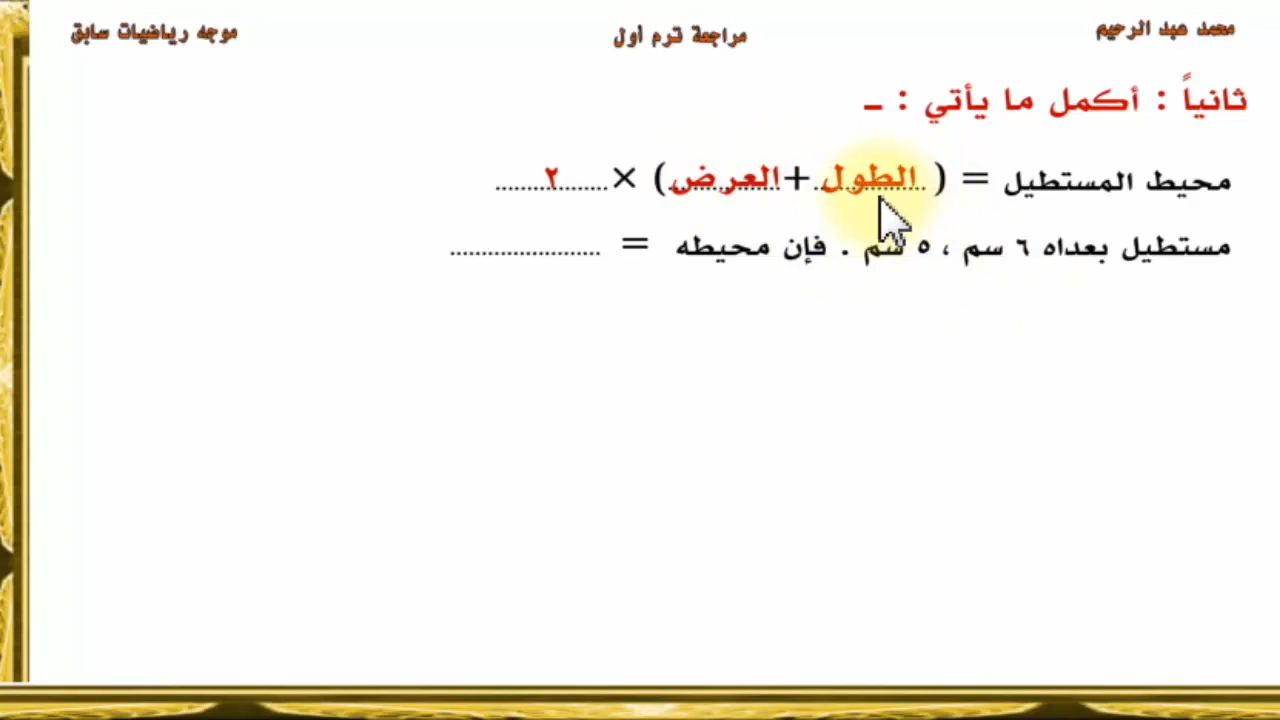 محمد عبد الرحيم مراجعة ترم أول موجه رياضيات سابق
ثانياً : أكمل ما يأتي : ـ
محيط المستطيل = ( الطول + العرض ) × ٢
مستطيل بعداه ٦ سم ، ٥ سم . فإن محيطه = ........................